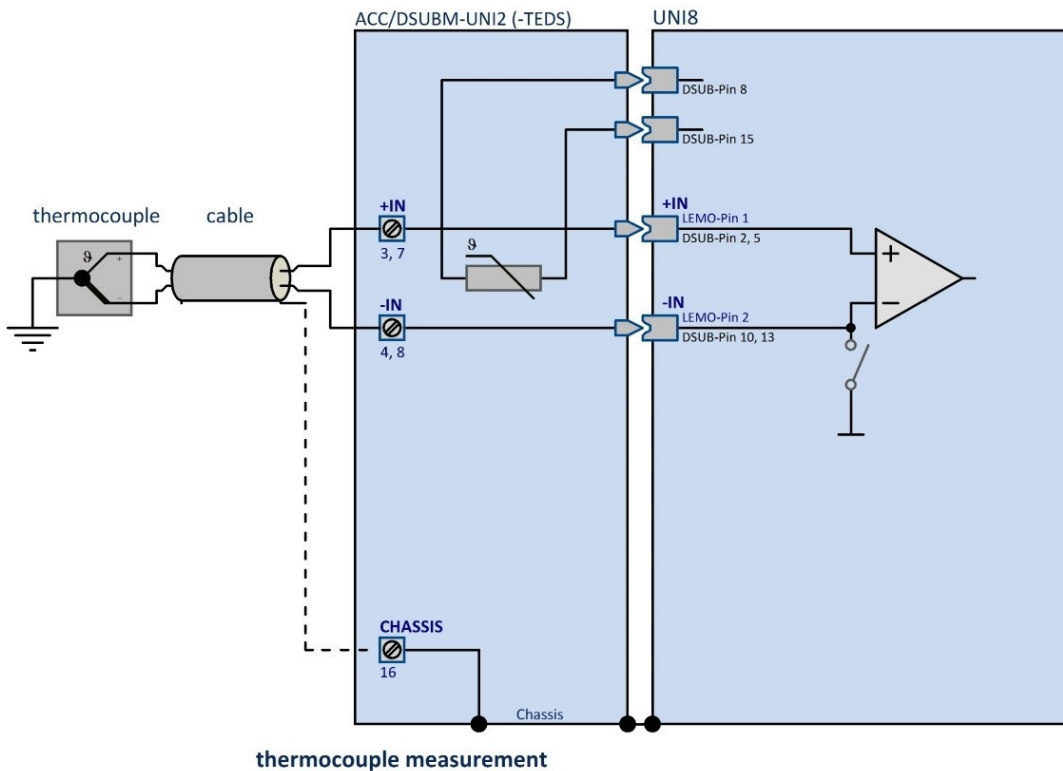 ACC/DSUBM-UNI2 (-TEDS)
UNI8
DSUB-Pin 8
DSUB-Pin 15
thermocouple
cable
+IN
3, 7
+IN
LEMO-Pin 1
DSUB-Pin 2, 5
ϑ
+
−
ϑ
+
−
-IN
4, 8
-IN
LEMO-Pin 2
DSUB-Pin 10, 13
CHASSIS
16
Chassis
thermocouple measurement